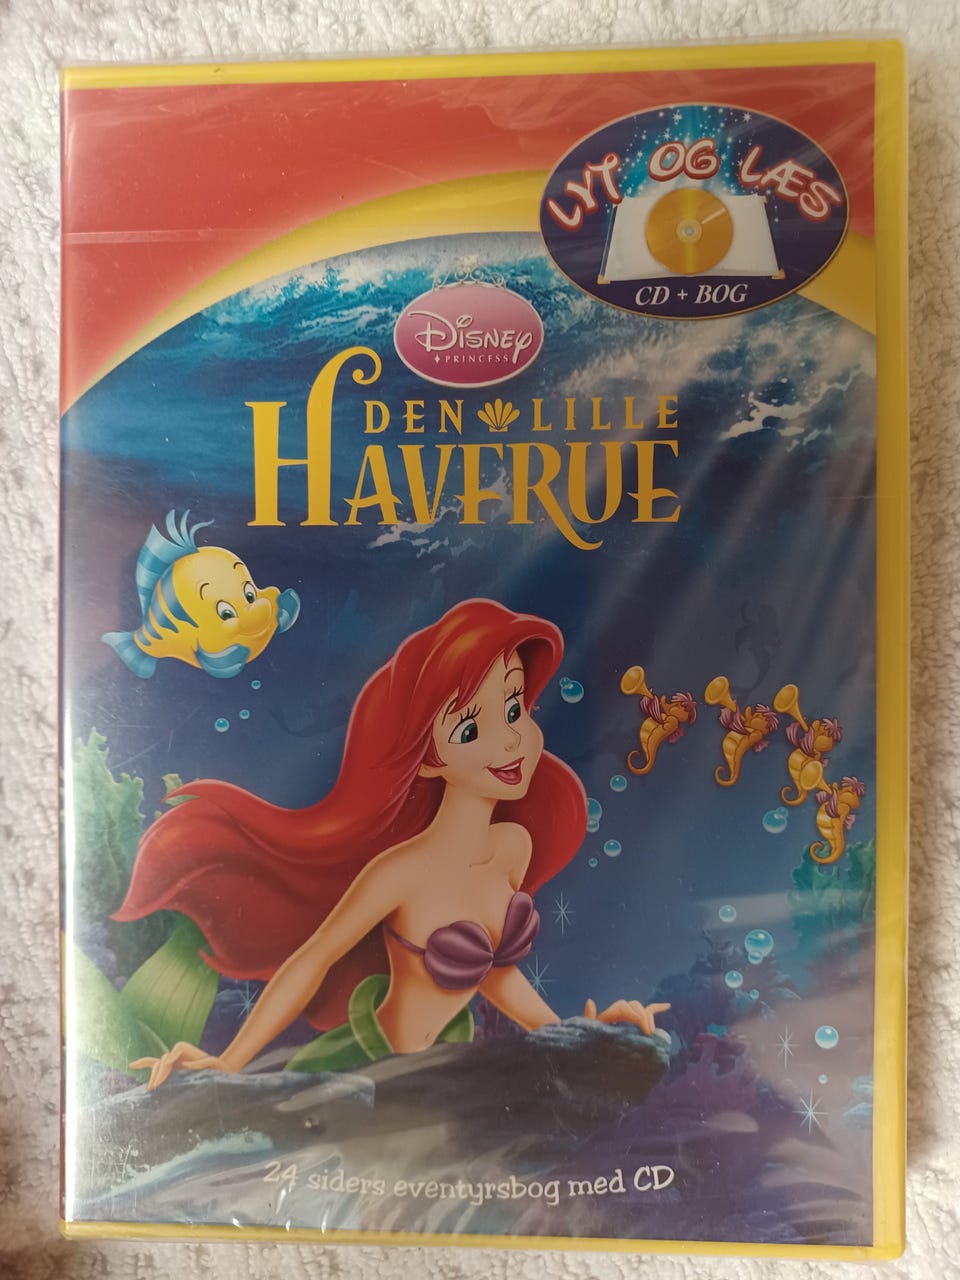 LYT OG LÆS
CD + BOG
Disney
PRINCESS
DEN LILLE
HAVFRUE
24 siders eventyrsbog med CD